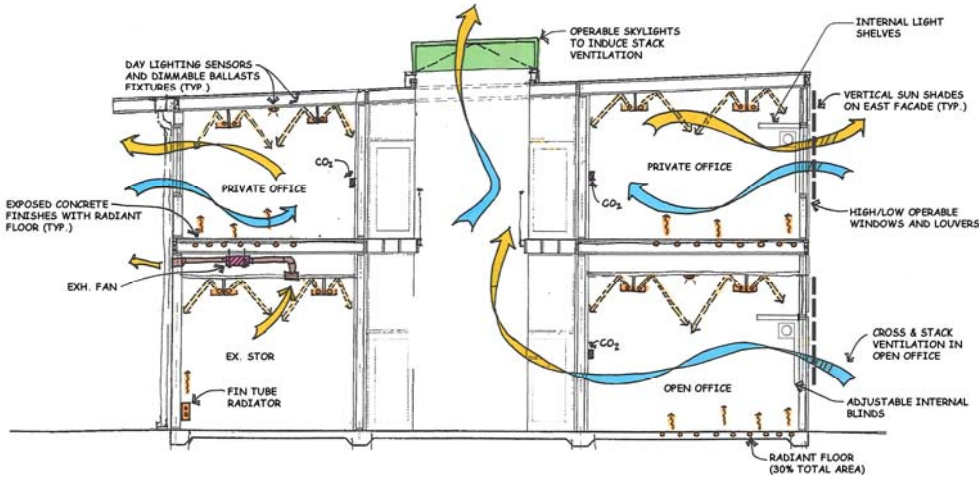 OPERABLE SKYLIGHTS
TO INDUCE STACK
VENTILATION
INTERNAL LIGHT
SHELVES
DAY LIGHTING SENSORS
AND DIMMABLE BALLASTS
FIXTURES (TYP.)
VERTICAL SUN SHADES
ON EAST FACADE (TYP.)
CO2
PRIVATE OFFICE
PRIVATE OFFICE
CO2
EXPOSED CONCRETE
FINISHES WITH RADIANT
FLOOR (TYP.)
HIGH/LOW OPERABLE
WINDOWS AND LOUVERS
EXH. FAN
CO2
EX. STOR
CROSS & STACK
VENTILATION IN
OPEN OFFICE
FIN TUBE
RADIATOR
OPEN OFFICE
ADJUSTABLE INTERNAL
BLINDS
RADIANT FLOOR
(30% TOTAL AREA)